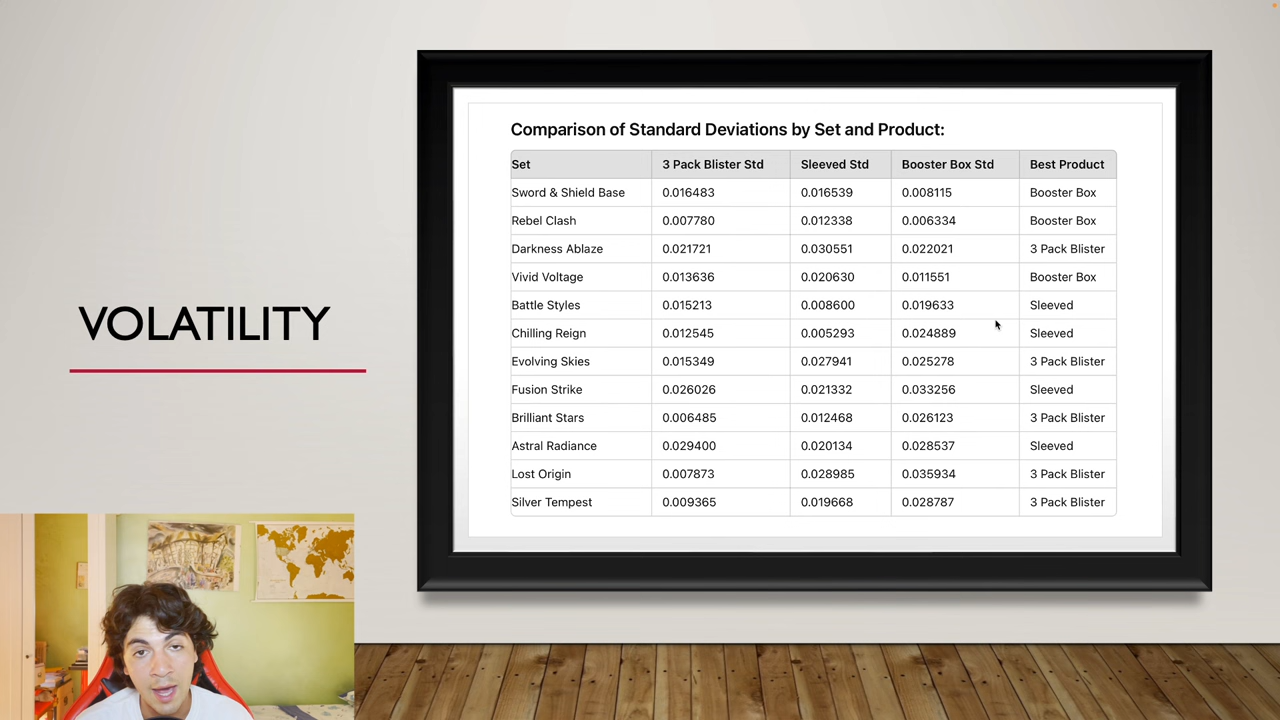 VOLATILITY
Comparison of Standard Deviations by Set and Product:
Set 3 Pack Blister Std Sleeved Std Booster Box Std Best Product
Sword & Shield Base 0.016483 0.016539 0.008115 Booster Box
Rebel Clash 0.007780 0.012338 0.006334 Booster Box
Darkness Ablaze 0.021721 0.030551 0.022021 3 Pack Blister
Vivid Voltage 0.013636 0.020630 0.011551 Booster Box
Battle Styles 0.015213 0.008600 0.019633 Sleeved
Chilling Reign 0.012545 0.005293 0.024889 Sleeved
Evolving Skies 0.015349 0.027941 0.025278 3 Pack Blister
Fusion Strike 0.026026 0.021332 0.033256 Sleeved
Brilliant Stars 0.006485 0.012468 0.026123 3 Pack Blister
Astral Radiance 0.029400 0.020134 0.028537 Sleeved
Lost Origin 0.007873 0.028985 0.035934 3 Pack Blister
Silver Tempest 0.009365 0.019668 0.028787 3 Pack Blister